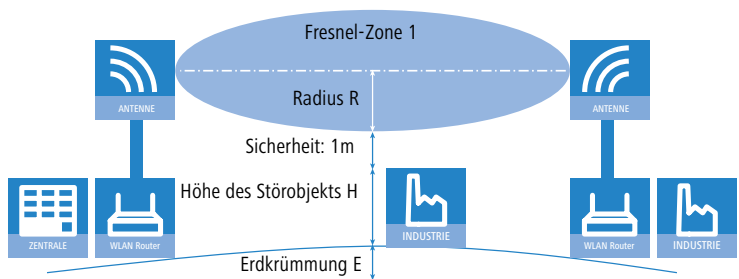 Fresnel-Zone 1
ANTENNE
ANTENNE
Radius R
Sicherheit: 1m
Höhe des Störobjekts H
ZENTRALE
WLAN Router
INDUSTRIE
WLAN Router
INDUSTRIE
Erdkrümmung E